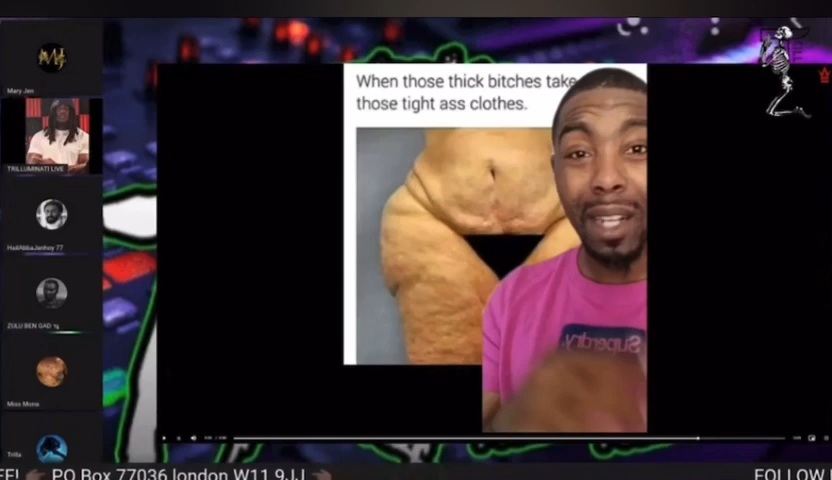 When those thick bitches take
those tight ass clothes.
Mary Jen
TRILLUMINATI LIVE
HailAbbaJanhoy 77
ZULU BEN GAD
Miss Mona
Trilla
Superdry.
PO Box 77036 london W11 9JJ
FOLLOW